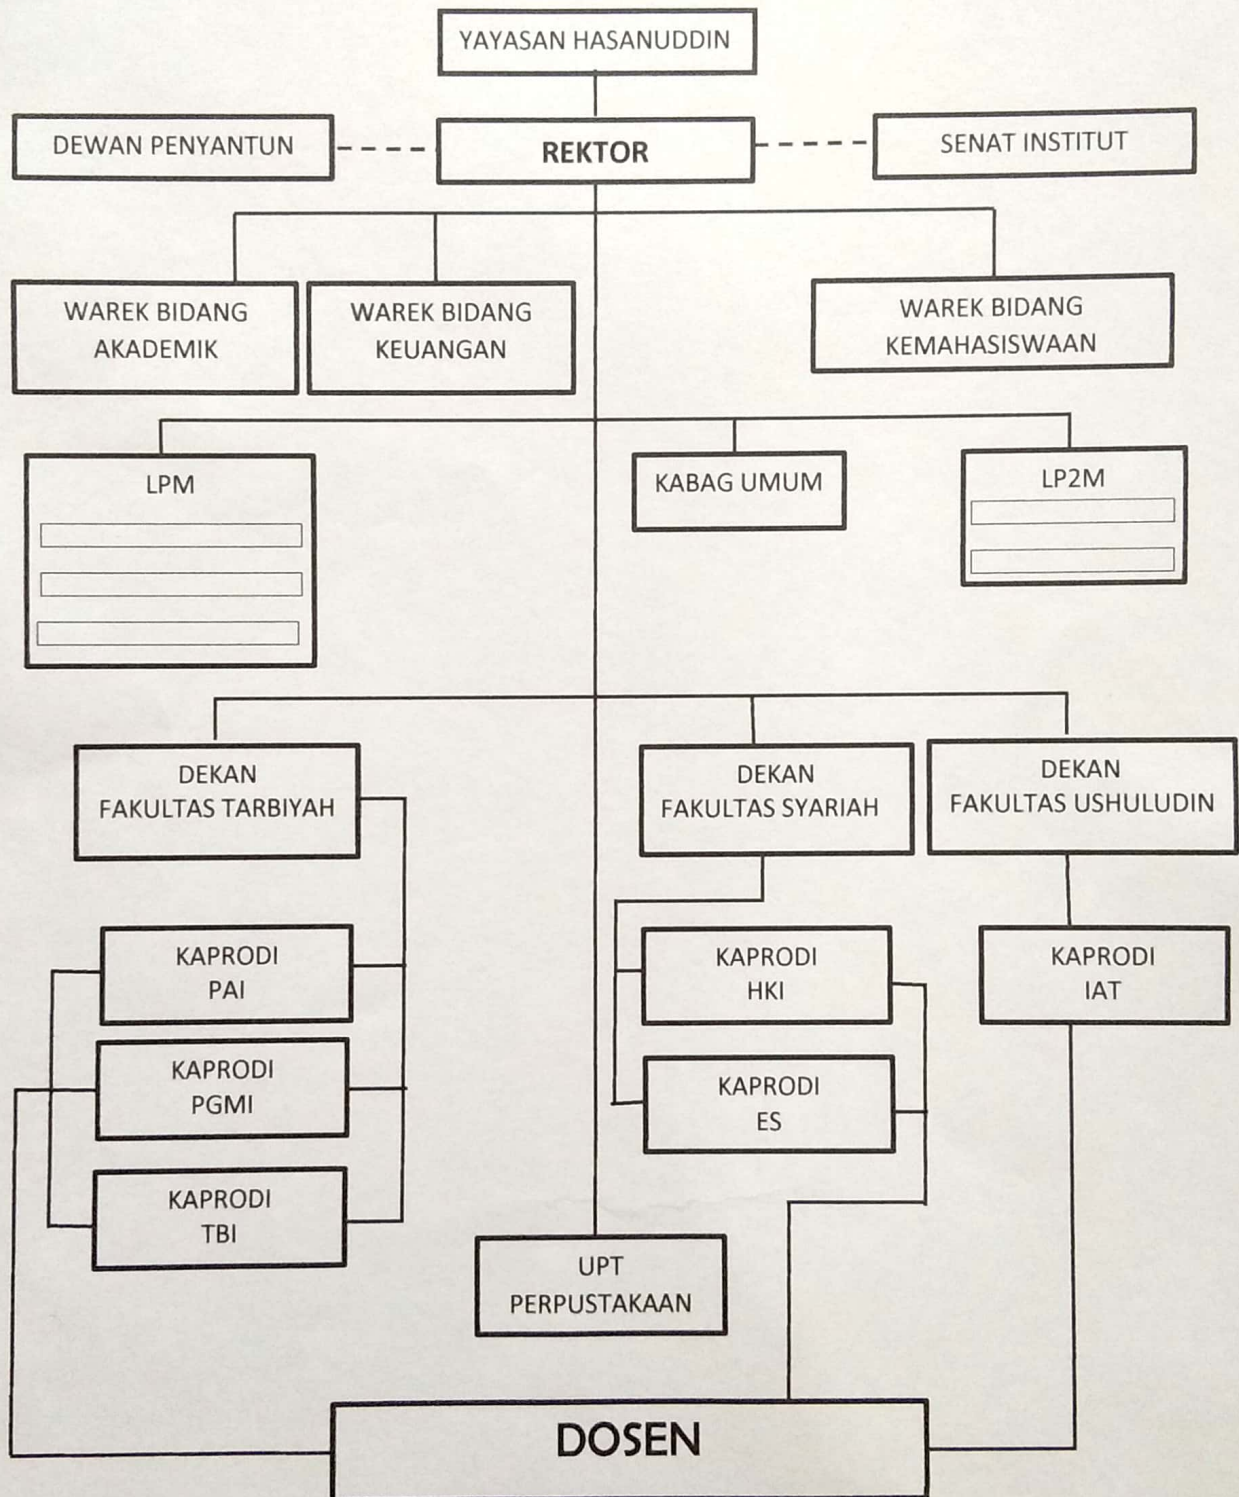 YAYASAN HASANUDDIN
DEWAN PENYANTUN
REKTOR
SENAT INSTITUT
WAREK BIDANG
AKADEMIK
WAREK BIDANG
KEUANGAN
WAREK BIDANG
KEMAHASISWAAN
LPM
KABAG UMUM
LP2M
DEKAN
FAKULTAS TARBIYAH
DEKAN
FAKULTAS SYARIAH
DEKAN
FAKULTAS USHULUDIN
KAPRODI
PAI
KAPRODI
HKI
KAPRODI
IAT
KAPRODI
PGMI
KAPRODI
ES
KAPRODI
TBI
UPT
PERPUSTAKAAN
DOSEN